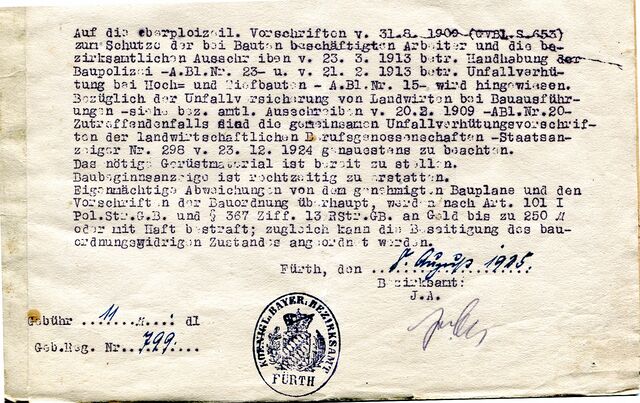 Auf die oberploizeil. Vorschriften v. 31.8. 1909 (GVBl.S.653)
zum Schutze der bei Bauten beschäftigten Arbeiter und die be-
zirksamtlichen Ausschr iben v. 23. 3. 1913 betr. Handhabung der
Baupolizei -A.Bl.Nr. 23- u. v. 21. 2. 1913 betr. Unfallverhü-
tung bei Hoch= und Tiefbauten - A.Bl.Nr. 15- wird hingewiesen.
Bezüglich der Unfallv rsicherung von Landwirten bei Bauausfüh-
rungen -siehe bez. amtl. Ausschreiben v. 20.2. 1909 -ABl.Nr.20-
Zutreffendenfalls sind die gemeinsamen Unfallverhütungsvorschrif-
ten der landwirtschaftlichen Berufsgenossenschaften -Staatsan-
zeiger Nr 298 v. 23. 12. 1924 genauestens zu beachten.
Das nötige Gerüstmaterial ist bereit zu stellen.
Baubeginnsanzeige ist rechtzeitig zu erstatten.
Eigenmächtige Abweichungen von dem genehmigten Bauplane und den
Vorschriften der Bauordnung überhaupt, werden nach Art. 101 I
Pol.Str.G.B. und § 367 Ziff. 13 RStr.GB. an Geld bis zu 250 M
oder mit Haft bestraft; zugleich kann die Beseitigung des bau-
ordnungswidrigen Zustandes angeordnet werden.
Fürth, den August 1925.
Bezirksamt:
J.A.
Gebühr ...11...M...: dl
Geb.Reg. Nr. 799.
KOENIGL. BAYER. BEZIRKSAMT
FÜRTH